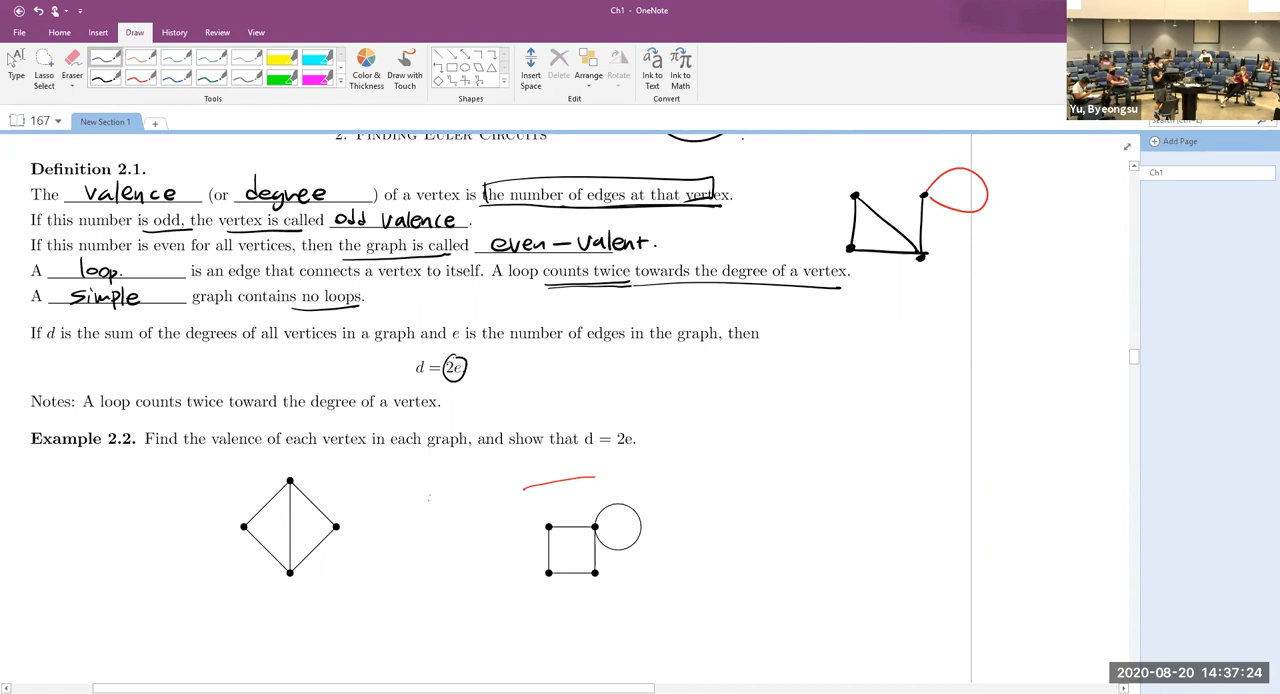 Ch1 - OneNote
File Home Insert Draw History Review View
Type Lasso Select Eraser Color & Thickness Draw with Touch Insert Space Delete Arrange Rotate Ink to Text Ink to Math
Tools Shapes Edit Convert
Yu, Byeongsu
167 New Section 1
Add Page
Ch1
2. Finding Euler Circuits
Definition 2.1.
The valence (or degree ) of a vertex is the number of edges at that vertex.
If this number is odd, the vertex is called odd valence.
If this number is even for all vertices, then the graph is called even-valent.
A loop. is an edge that connects a vertex to itself. A loop counts twice towards the degree of a vertex.
A simple graph contains no loops.
If d is the sum of the degrees of all vertices in a graph and e is the number of edges in the graph, then
d = 2e
Notes: A loop counts twice toward the degree of a vertex.
Example 2.2. Find the valence of each vertex in each graph, and show that d = 2e.
2020-08-20 14:37:24